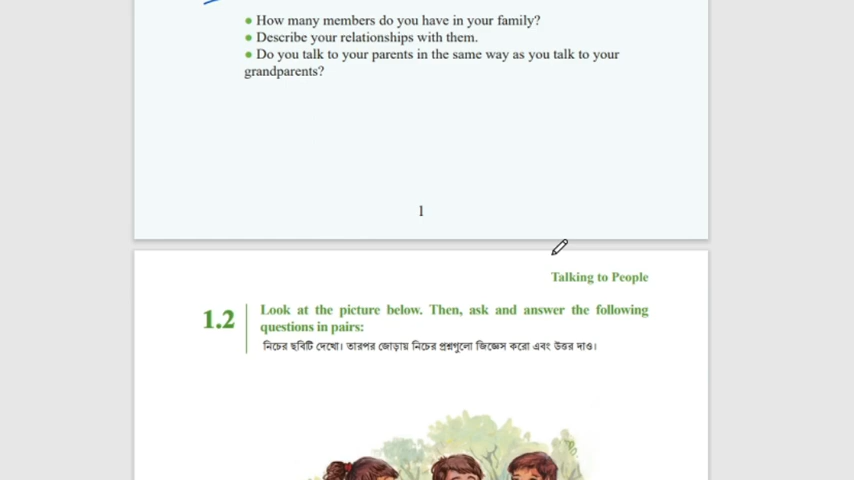 • How many members do you have in your family?
• Describe your relationships with them.
• Do you talk to your parents in the same way as you talk to your
grandparents?
1
Talking to People
1.2
Look at the picture below. Then, ask and answer the following
questions in pairs:
নিচের ছবিটি দেখো। তারপর জোড়ায় নিচের প্রশ্নগুলো জিজ্ঞেস করো এবং উত্তর দাও।